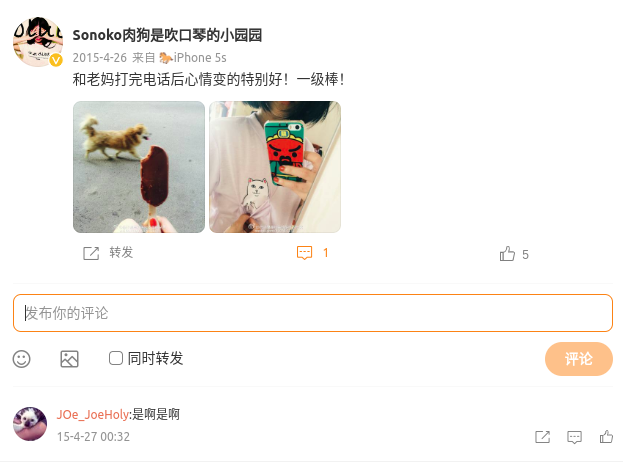 Sonoko肉狗是吹口琴的小园园
2015-4-26 来自 🐎iPhone 5s
和老妈打完电话后心情变的特别好！一级棒！
转发
1
5
发布你的评论
同时转发
评论
JOe_JoeHoly:是啊是啊
15-4-27 00:32